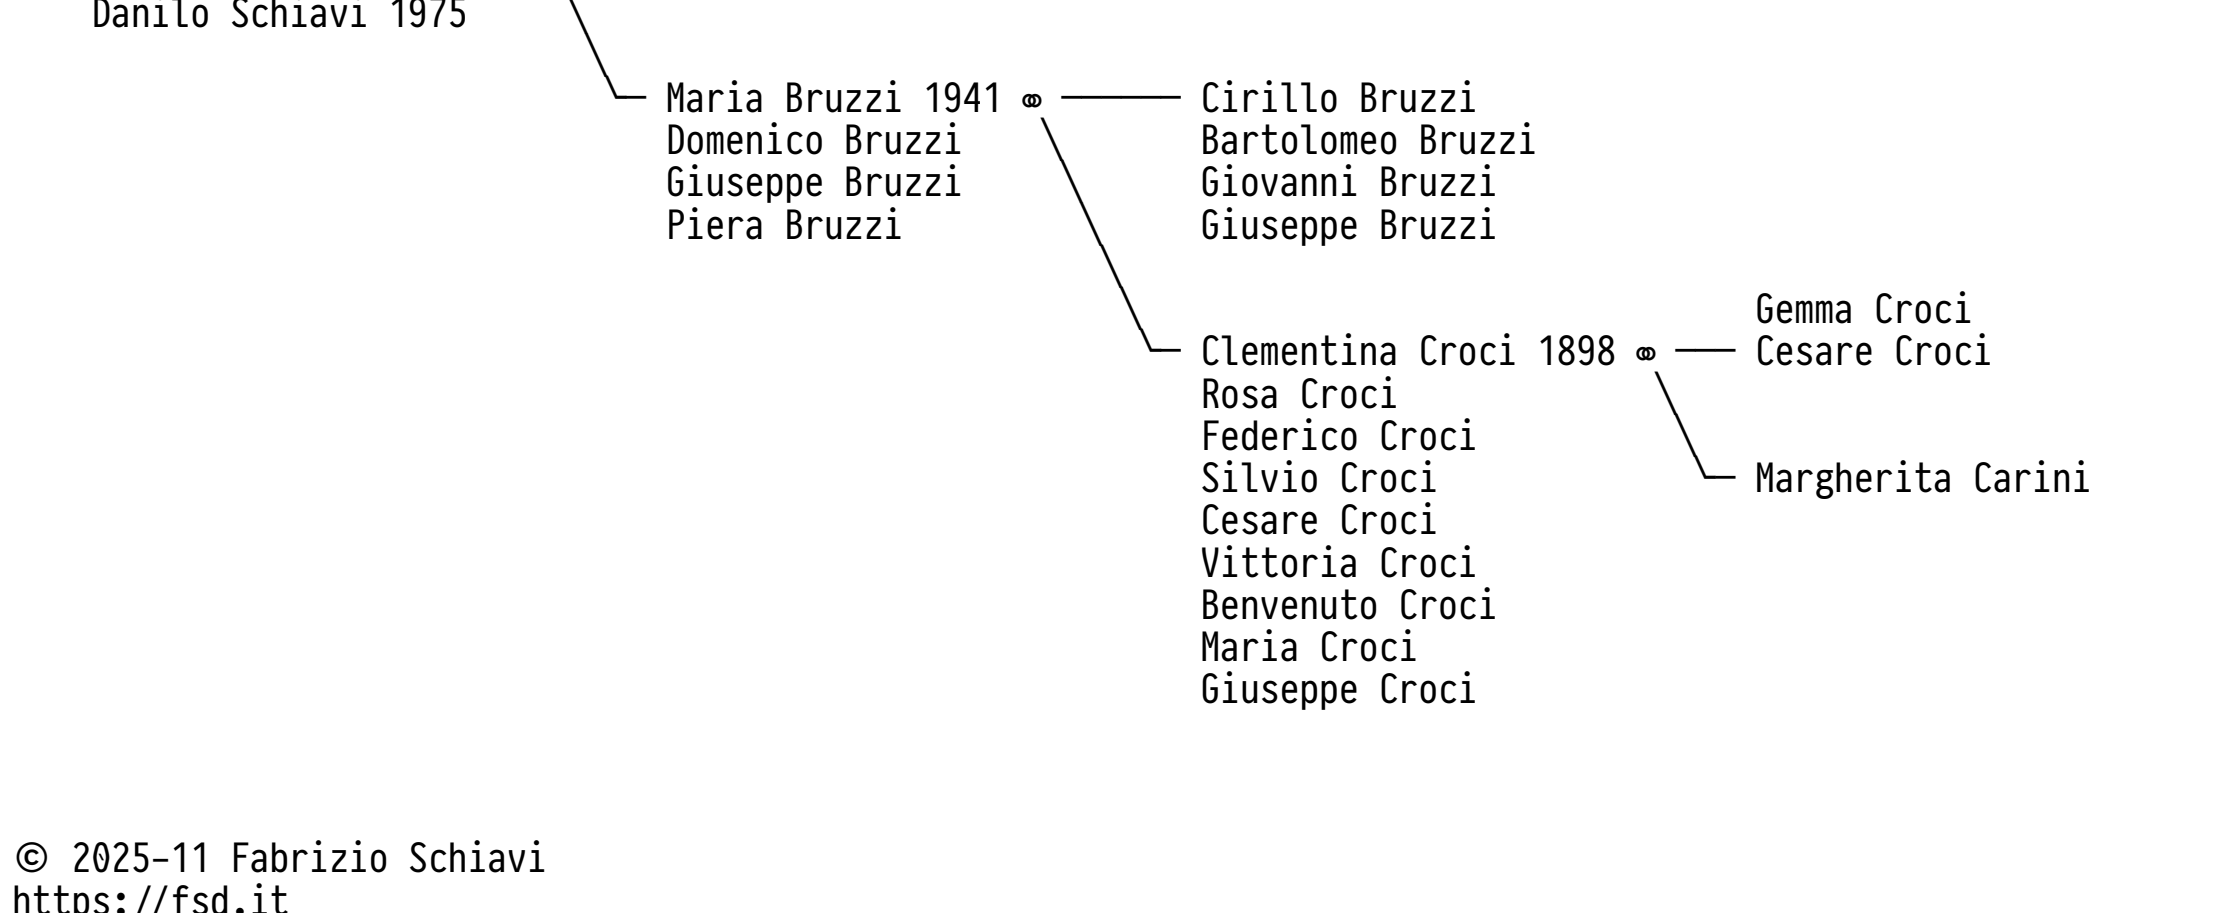 Danilo Schiavi 1975
Maria Bruzzi 1941 ⚭ Cirillo Bruzzi
Domenico Bruzzi Bartolomeo Bruzzi
Giuseppe Bruzzi Giovanni Bruzzi
Piera Bruzzi Giuseppe Bruzzi
Gemma Croci
Clementina Croci 1898 ⚭ Cesare Croci
Rosa Croci
Federico Croci
Silvio Croci Margherita Carini
Cesare Croci
Vittoria Croci
Benvenuto Croci
Maria Croci
Giuseppe Croci
© 2025–11 Fabrizio Schiavi
https://fsd.it